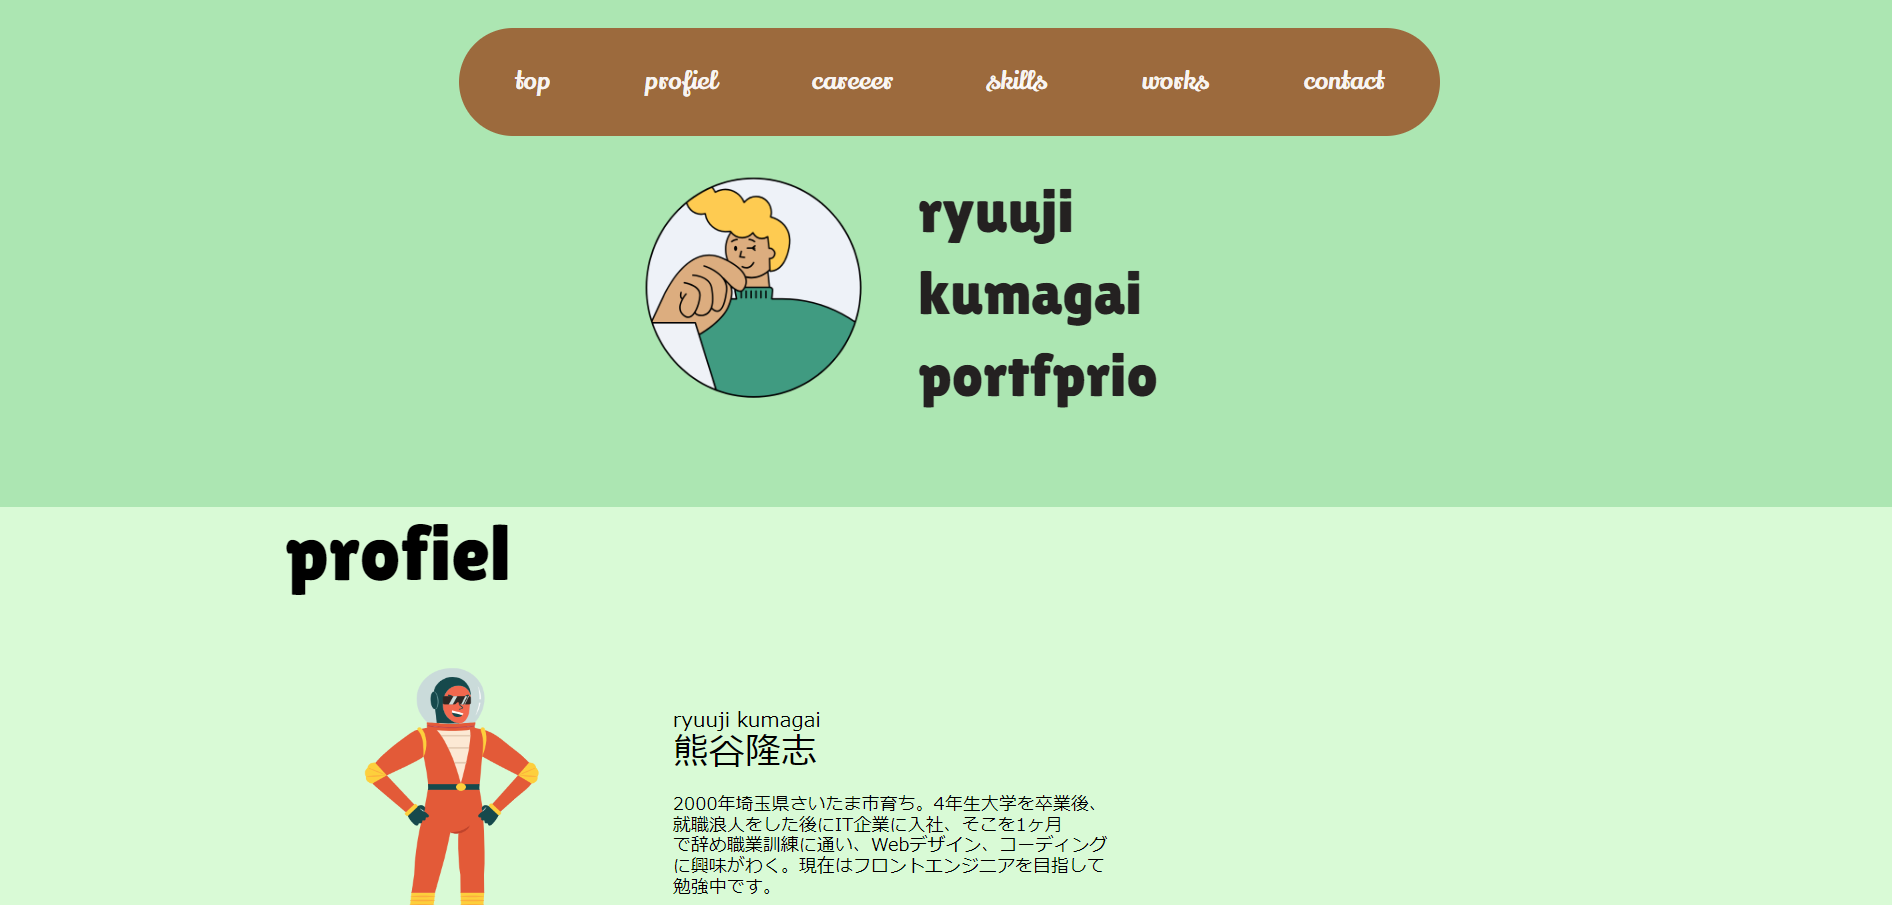 top profiel careeer skills works contact
ryuuji
kumagai
portfprio
profiel
ryuuji kumagai
熊谷隆志
2000年埼玉県さいたま市育ち。4年生大学を卒業後、
就職浪人をした後にIT企業に入社、そこを1ヶ月
で辞め職業訓練に通い、Webデザイン、コーディング
に興味がわく。現在はフロントエンジニアを目指して
勉強中です。